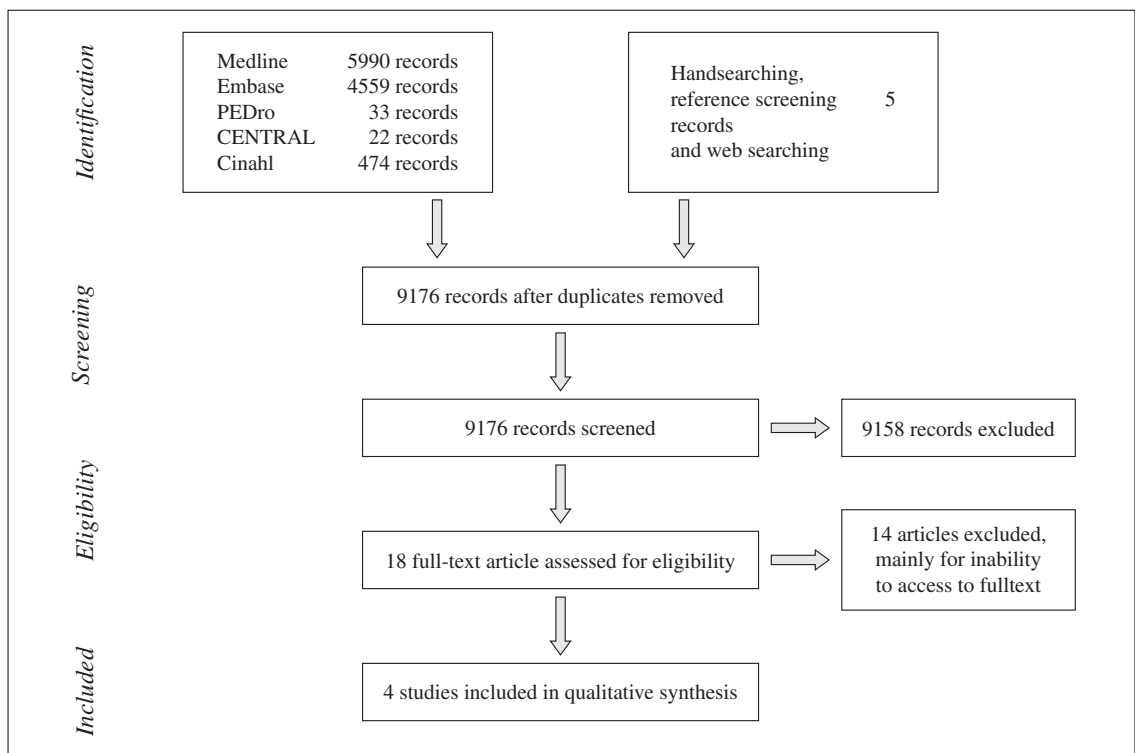 Identification
Medline 5990 records
Embase 4559 records
PEDro 33 records
CENTRAL 22 records
Cinahl 474 records
Handsearching,
reference screening 5
records
and web searching
Screening
9176 records after duplicates removed
9176 records screened
9158 records excluded
Eligibility
18 full-text article assessed for eligibility
14 articles excluded,
mainly for inability
to access to fulltext
Included
4 studies included in qualitative synthesis